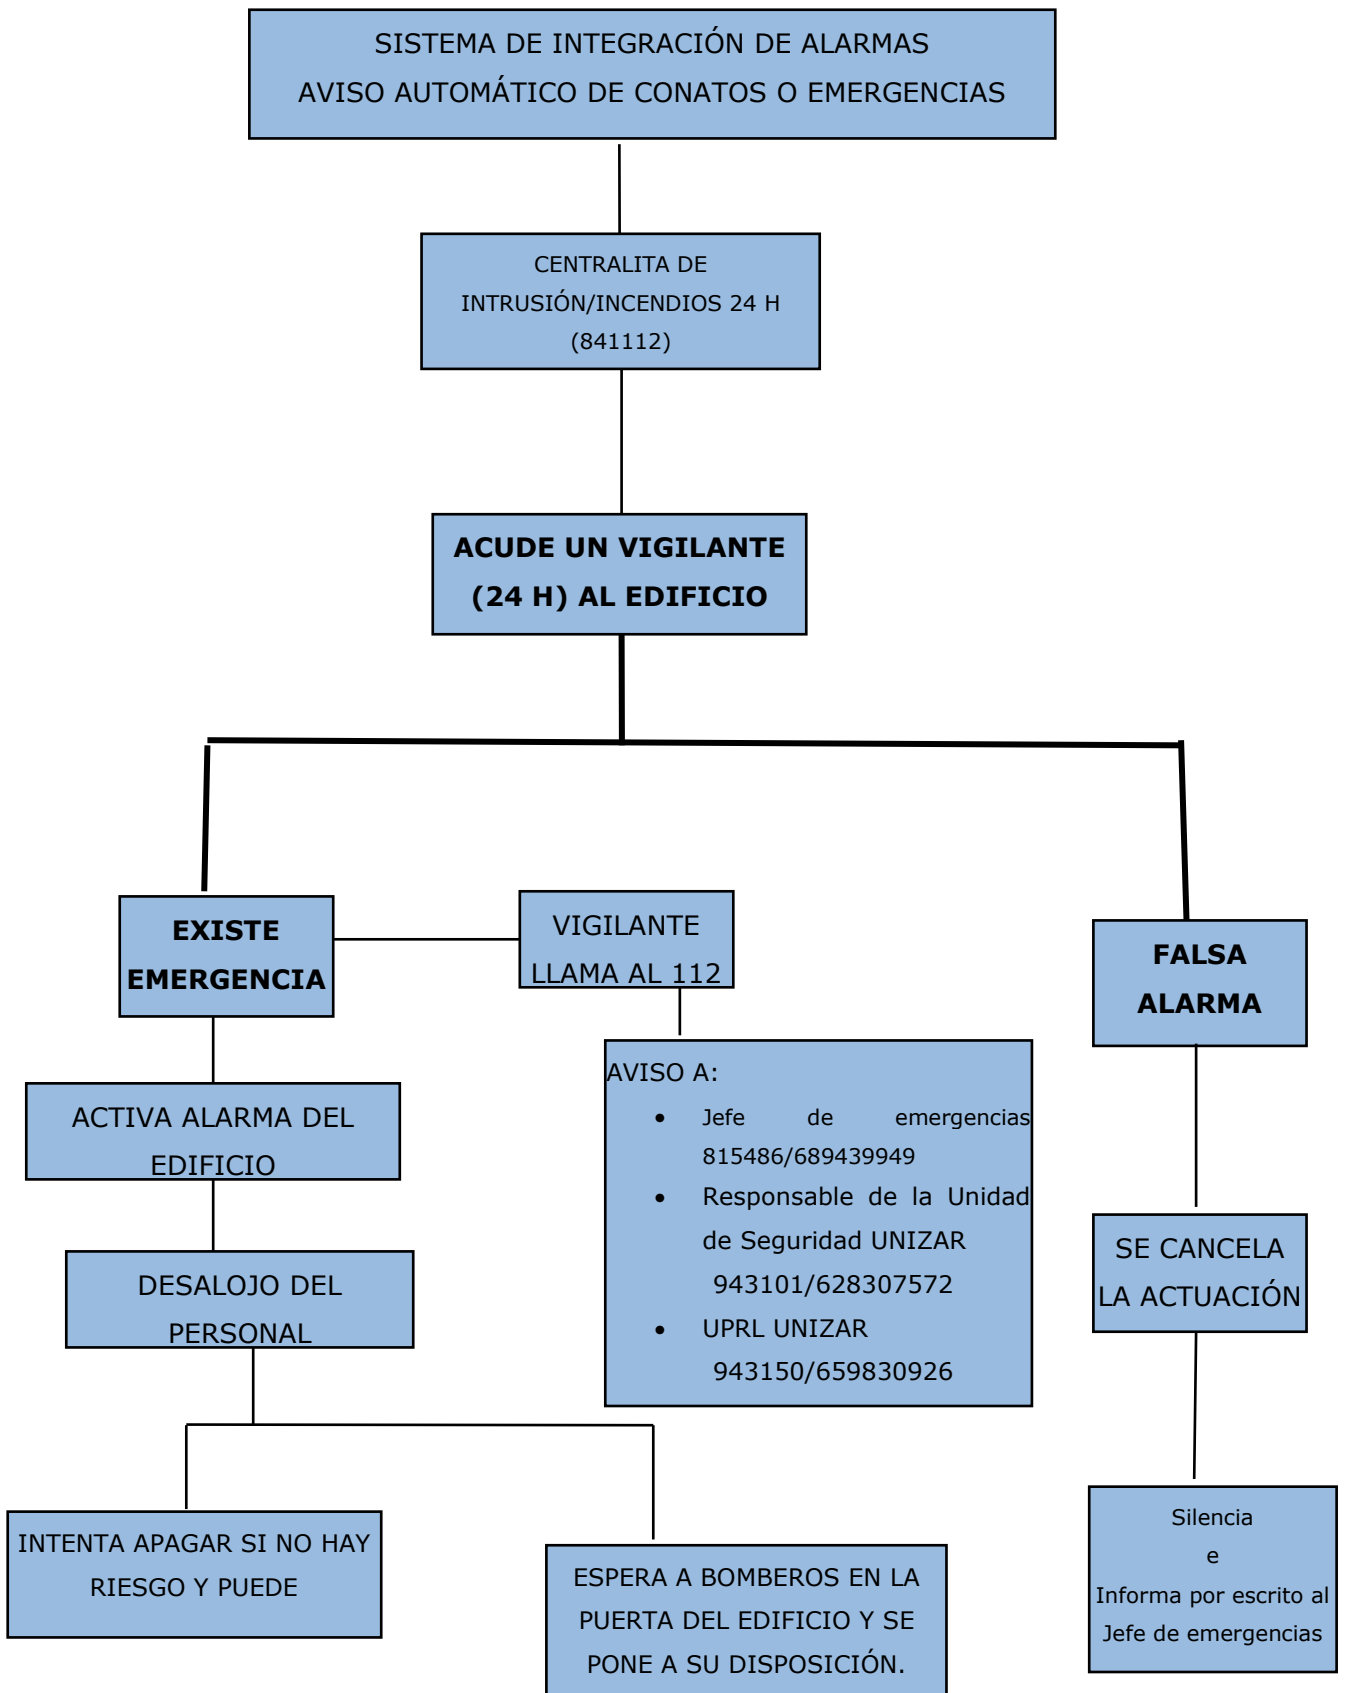 SISTEMA DE INTEGRACIÓN DE ALARMAS
AVISO AUTOMÁTICO DE CONATOS O EMERGENCIAS
CENTRALITA DE
INTRUSIÓN/INCENDIOS 24 H
(841112)
ACUDE UN VIGILANTE
(24 H) AL EDIFICIO
EXISTE
EMERGENCIA
VIGILANTE
LLAMA AL 112
FALSA
ALARMA
ACTIVA ALARMA DEL
EDIFICIO
AVISO A:
• Jefe de emergencias
815486/689439949
• Responsable de la Unidad
de Seguridad UNIZAR
943101/628307572
• UPRL UNIZAR
943150/659830926
SE CANCELA
LA ACTUACIÓN
DESALOJO DEL
PERSONAL
INTENTA APAGAR SI NO HAY
RIESGO Y PUEDE
ESPERA A BOMBEROS EN LA
PUERTA DEL EDIFICIO Y SE
PONE A SU DISPOSICIÓN.
Silencia
e
Informa por escrito al
Jefe de emergencias